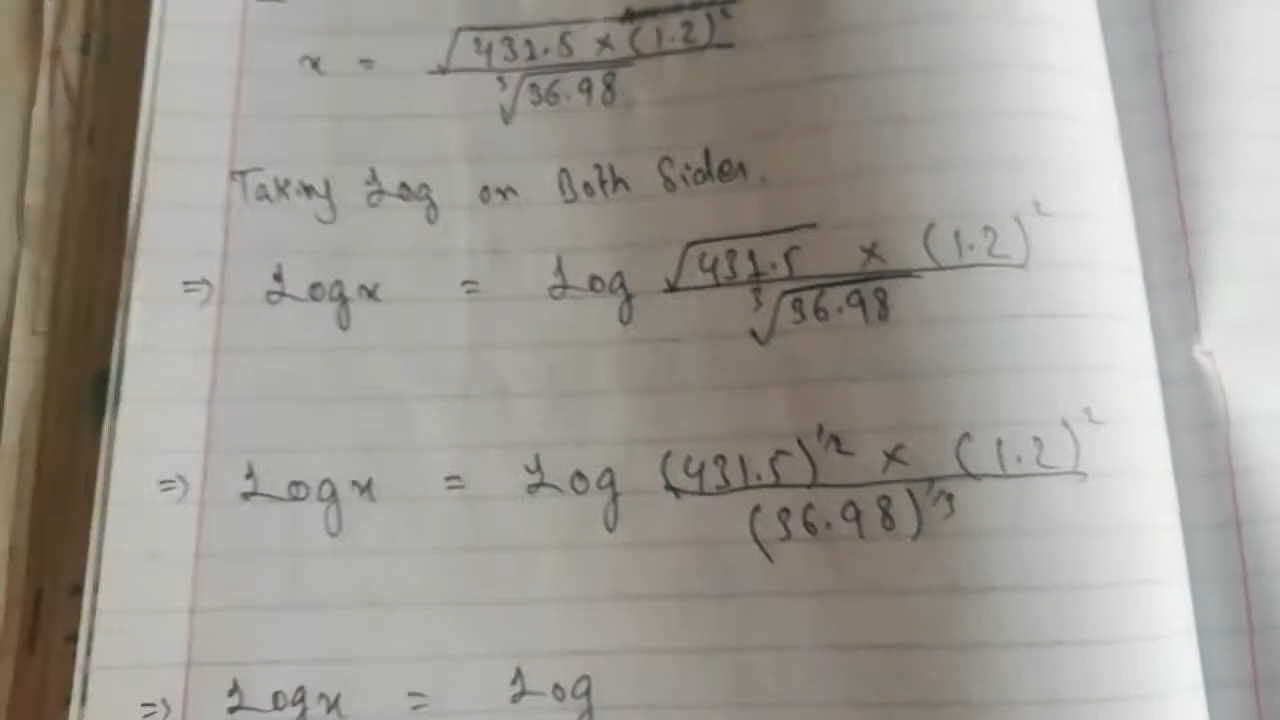 x = √431.5 × (1.2)² / ∛36.98
Taking Log on Both Sides.
⇒ Log x = Log √431.5 × (1.2)² / ∛36.98
⇒ Log x = Log (431.5)^1/2 × (1.2)² / (36.98)^1/3
⇒ Log x = Log